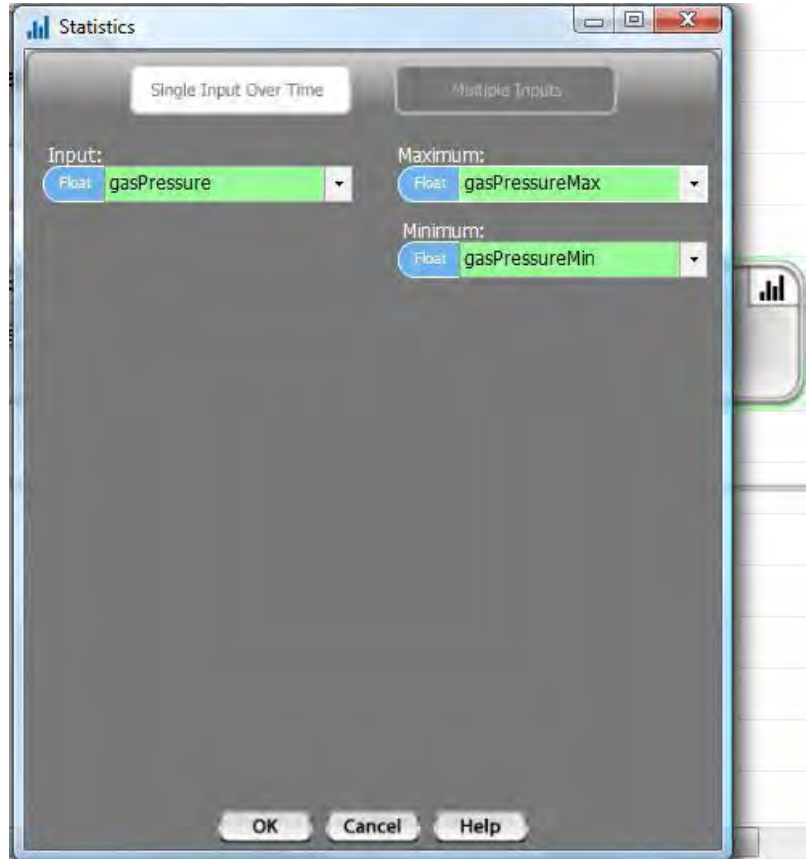 Statistics
Single Input Over Time
Multiple Inputs
Input:
Float gasPressure
Maximum:
Float gasPressureMax
Minimum:
Float gasPressureMin
OK Cancel Help